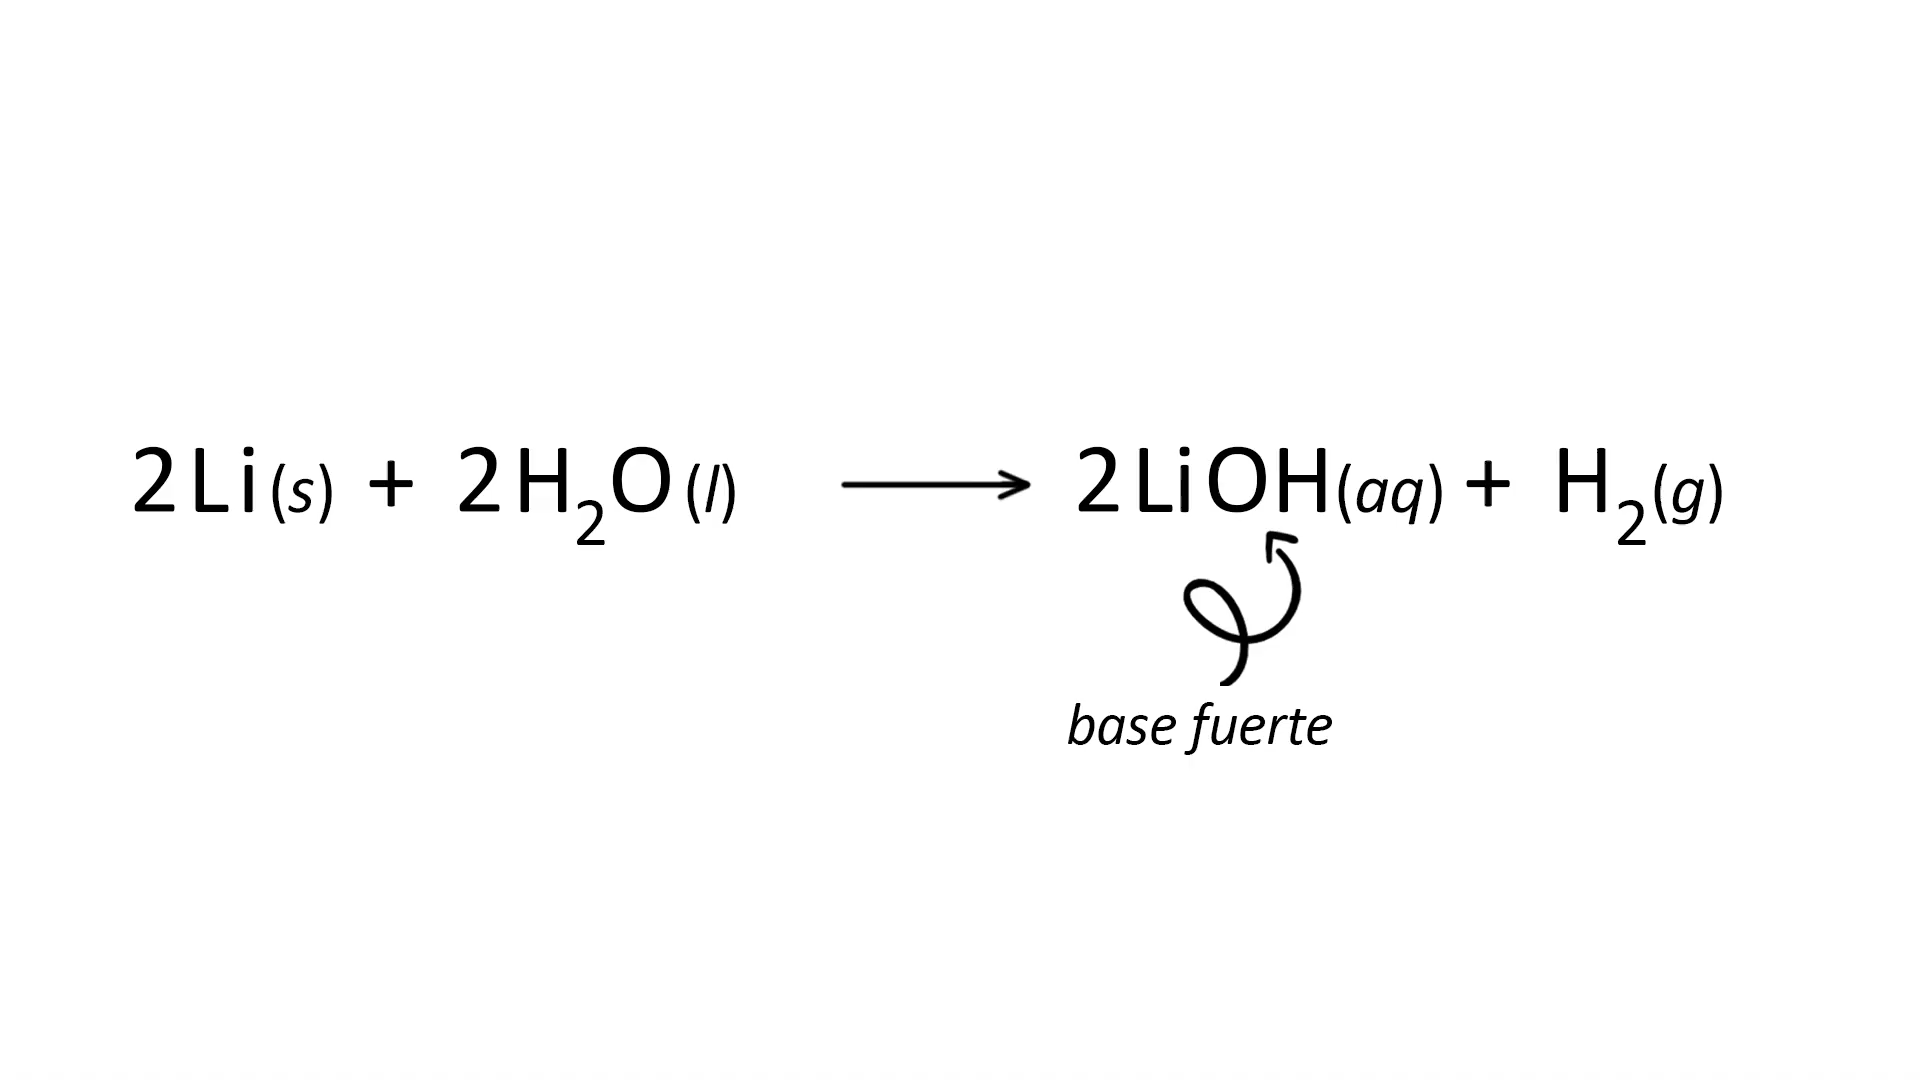 2Li(s) + 2H₂O(l) ⟶ 2LiOH(aq) + H₂(g)
base fuerte